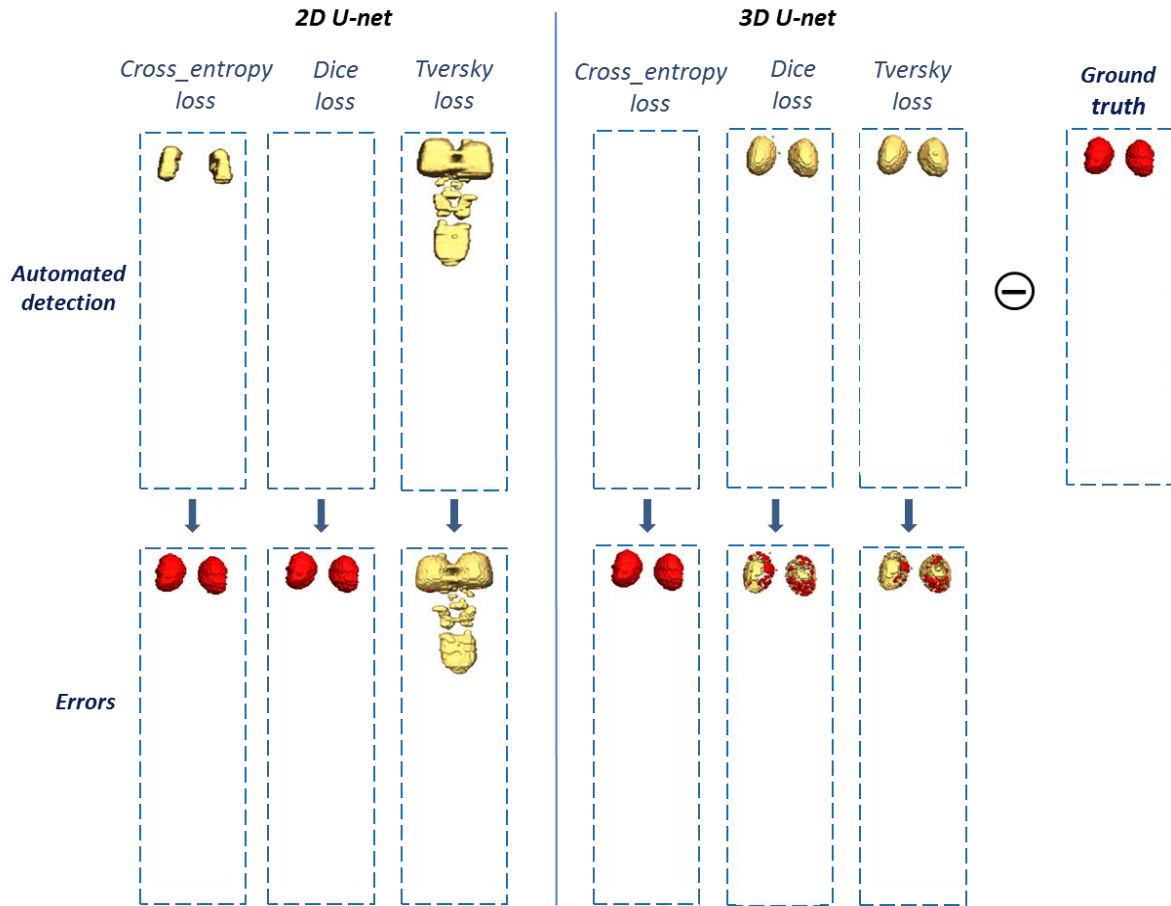 2D U-net
3D U-net
Cross_entropy
loss
Dice
loss
Tversky
loss
Cross_entropy
loss
Dice
loss
Tversky
loss
Ground
truth
Automated
detection
Errors